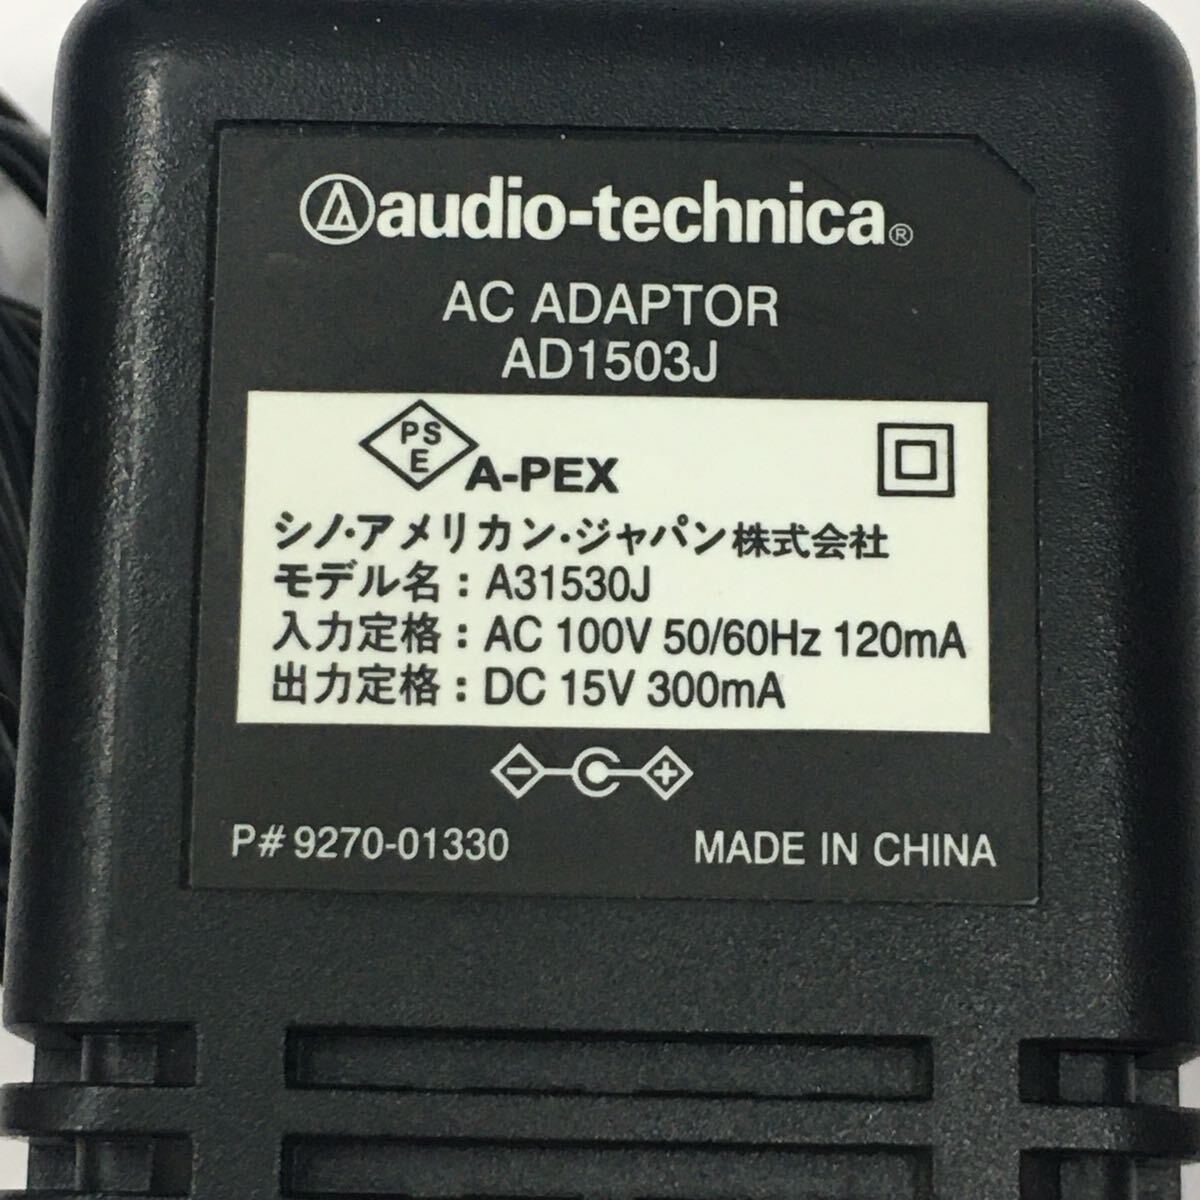 audio-technica®
AC ADAPTOR
AD1503J
PS
E
A-PEX
シノ・アメリカン・ジャパン株式会社
モデル名：A31530J
入力定格：AC 100V 50/60Hz 120mA
出力定格：DC 15V 300mA
P# 9270-01330
MADE IN CHINA